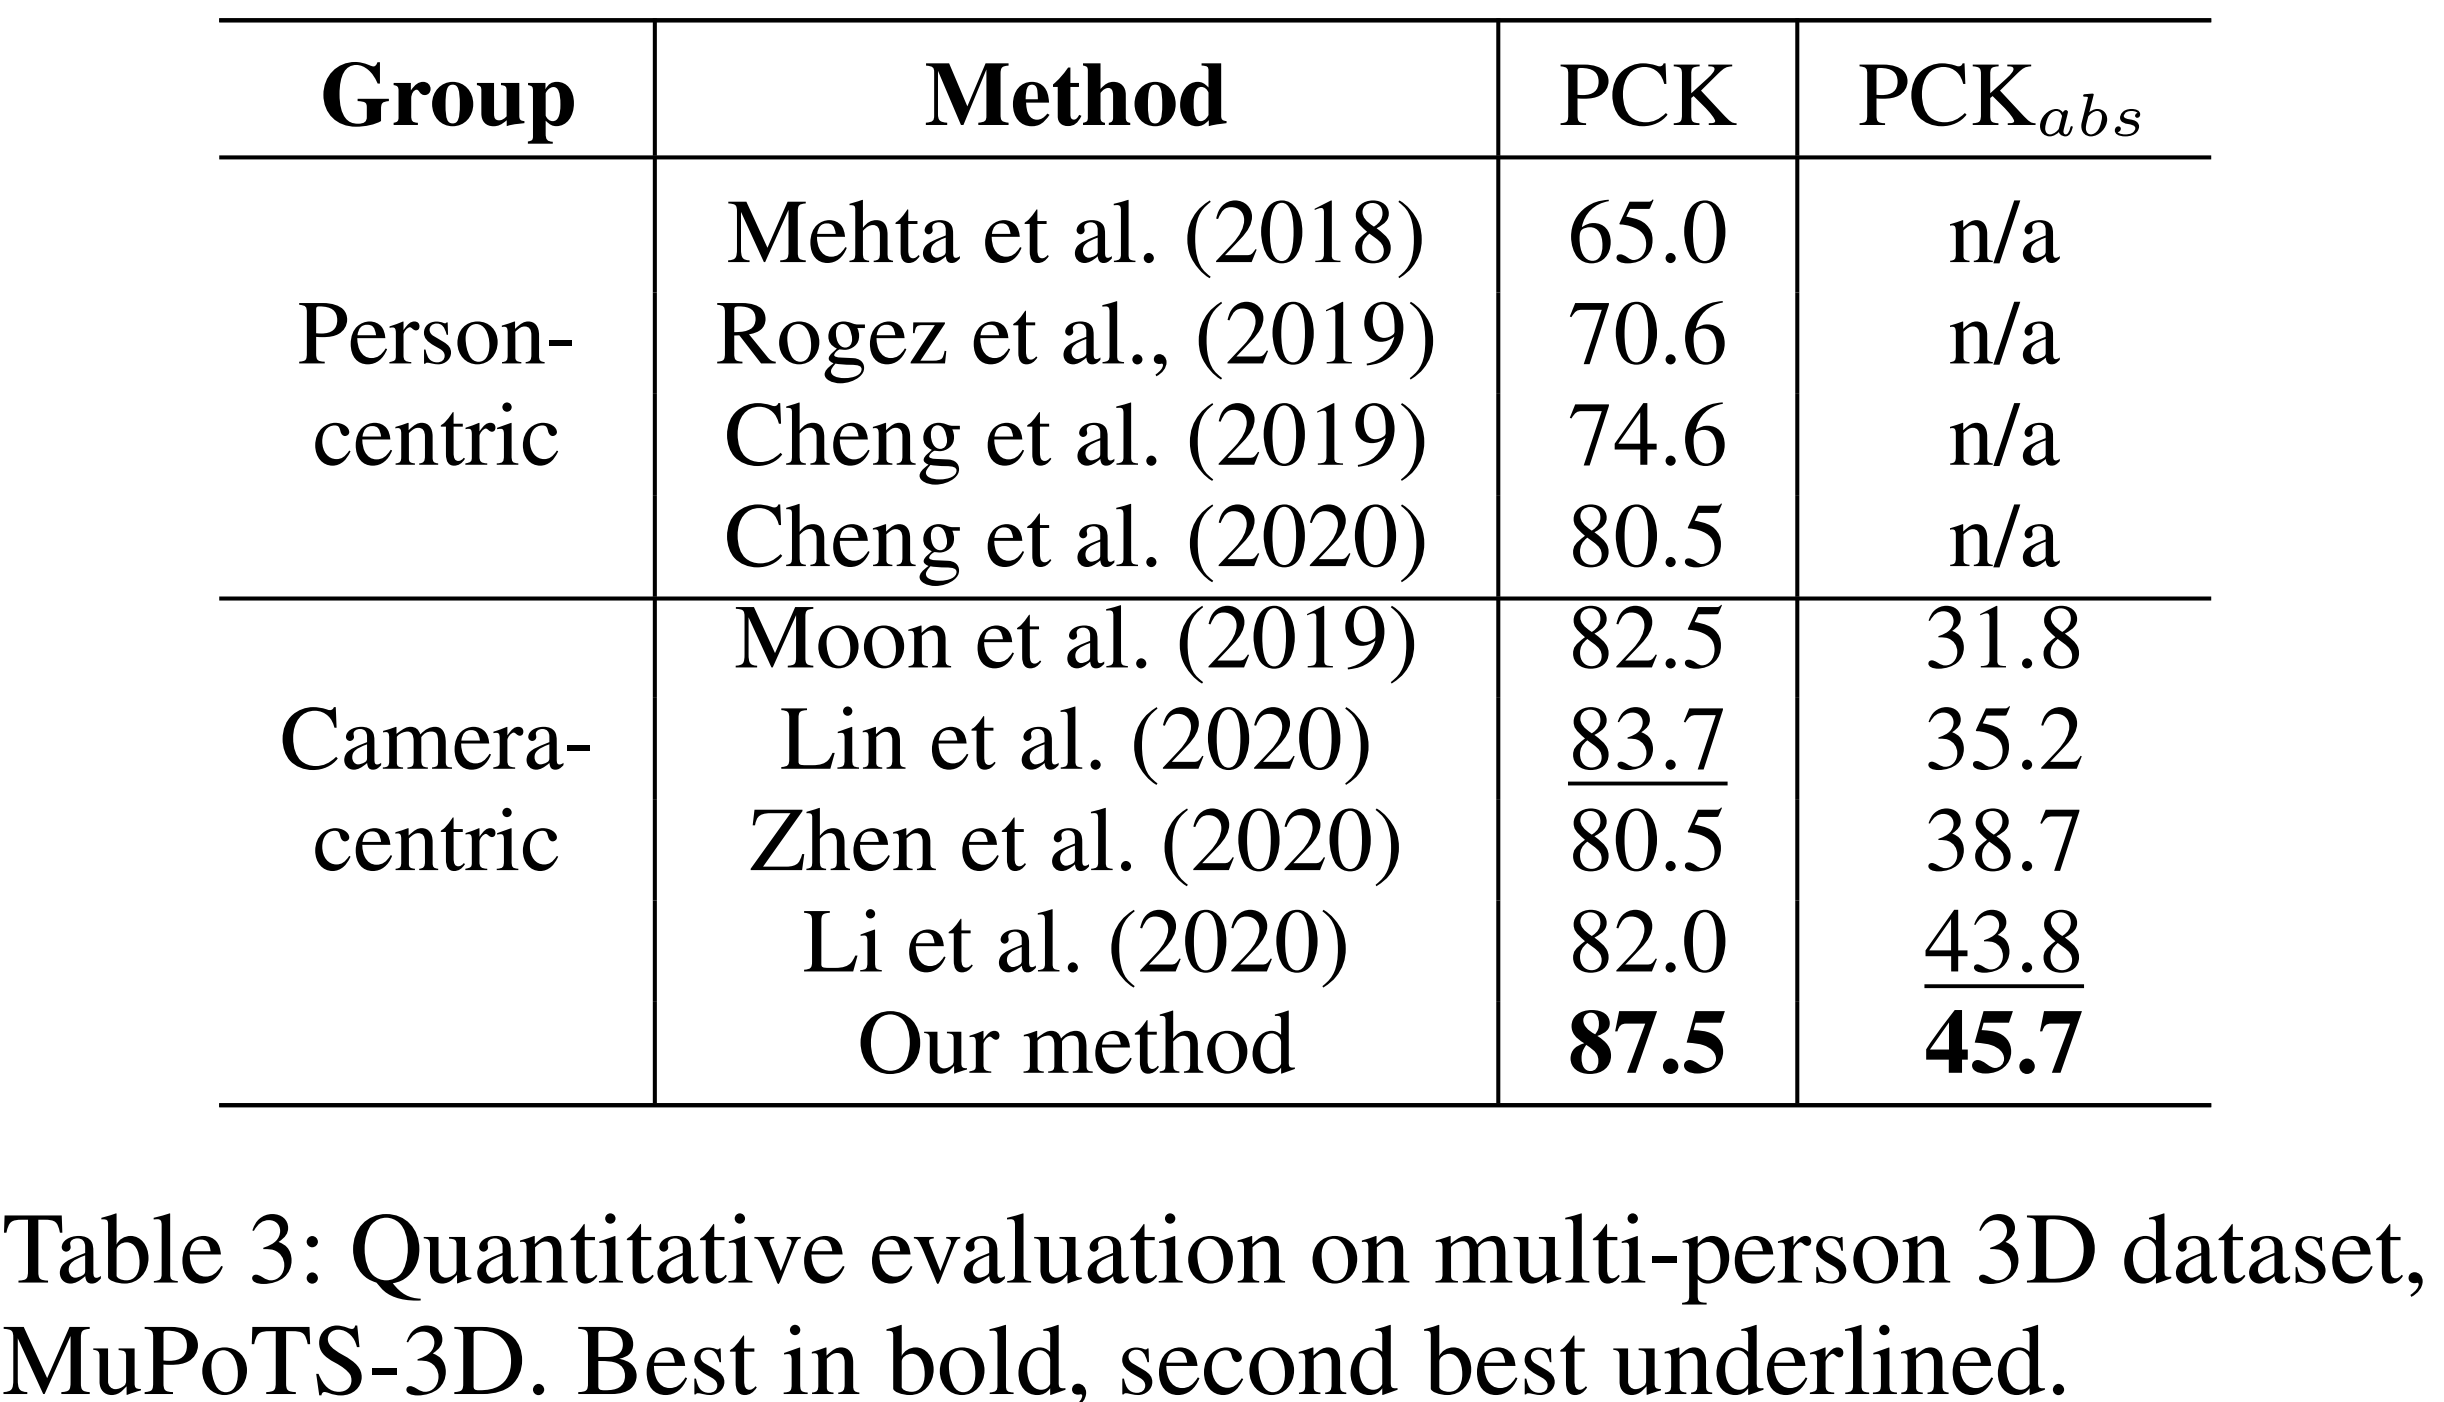 Group Method PCK PCKabs
Mehta et al. (2018) 65.0 n/a
Person- Rogez et al., (2019) 70.6 n/a
centric Cheng et al. (2019) 74.6 n/a
Cheng et al. (2020) 80.5 n/a
Moon et al. (2019) 82.5 31.8
Camera- Lin et al. (2020) 83.7 35.2
centric Zhen et al. (2020) 80.5 38.7
Li et al. (2020) 82.0 43.8
Our method 87.5 45.7
Table 3: Quantitative evaluation on multi-person 3D dataset,
MuPoTS-3D. Best in bold, second best underlined.